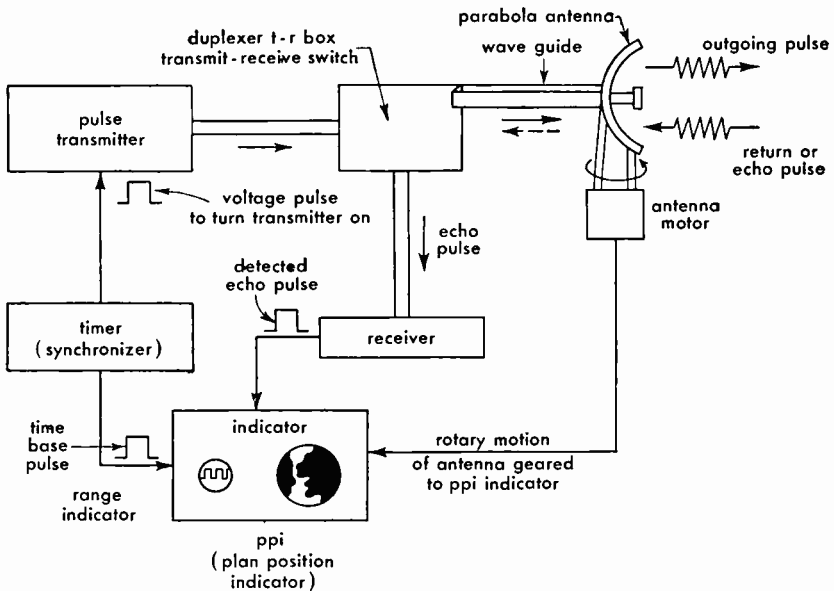 parabola antenna
duplexer t-r box
transmit-receive switch
wave guide
outgoing pulse
pulse
transmitter
return or
echo pulse
voltage pulse
to turn transmitter on
antenna
motor
echo
pulse
detected
echo pulse
timer
(synchronizer)
receiver
indicator
time
base
pulse
rotary motion
of antenna geared
to ppi indicator
range
indicator
ppi
(plan position
indicator)